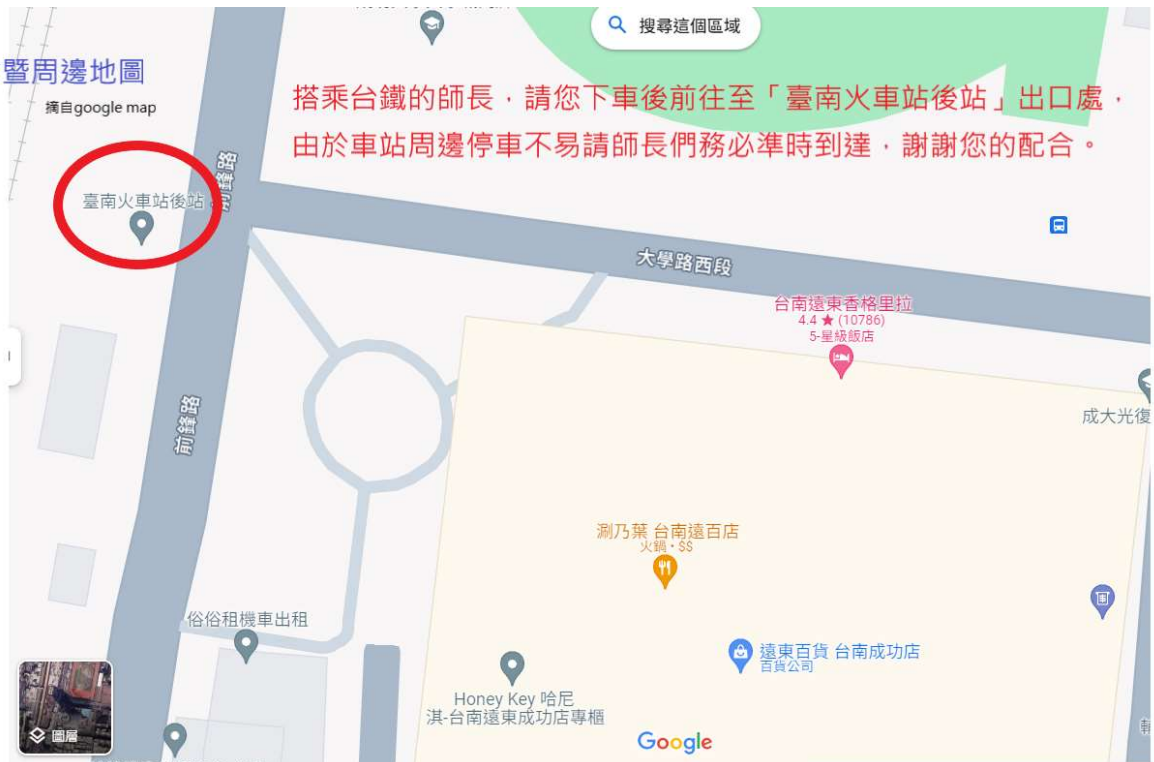 搜尋這個區域
暨周邊地圖
摘自google map
搭乘台鐵的師長，請您下車後前往至「臺南火車站後站」出口處，
由於車站周邊停車不易請師長們務必準時到達，謝謝您的配合。
前鋒路
臺南火車站後站
大學路西段
台南遠東香格里拉
4.4 ★ (10786)
5-星級飯店
前鋒路
成大光復
涮乃葉 台南遠百店
火鍋・$$
俗俗租機車出租
遠東百貨 台南成功店
百貨公司
Honey Key 哈尼
淇-台南遠東成功店專櫃
圖層
Google